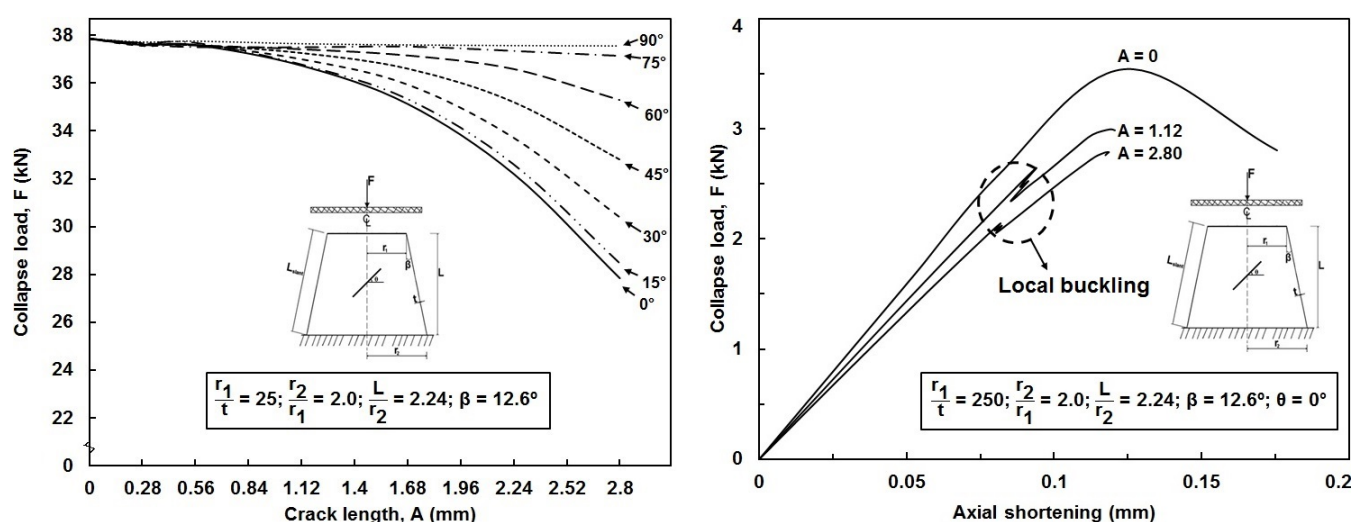 Collapse load, F (kN)
38
36
34
32
30
28
26
24
22
0
90°
75°
60°
45°
30°
15°
0°
F
C
L
r1
β
L
Lslant
θ
t
r2
r1/t = 25; r2/r1 = 2.0; L/r2 = 2.24; β = 12.6º
0 0.28 0.56 0.84 1.12 1.4 1.68 1.96 2.24 2.52 2.8
Crack length, A (mm)
Collapse load, F (kN)
4
3
2
1
0
A = 0
A = 1.12
A = 2.80
Local buckling
F
C
L
r1
β
L
Lslant
θ
t
r2
r1/t = 250; r2/r1 = 2.0; L/r2 = 2.24; β = 12.6º; θ = 0º
0 0.05 0.1 0.15 0.2
Axial shortening (mm)